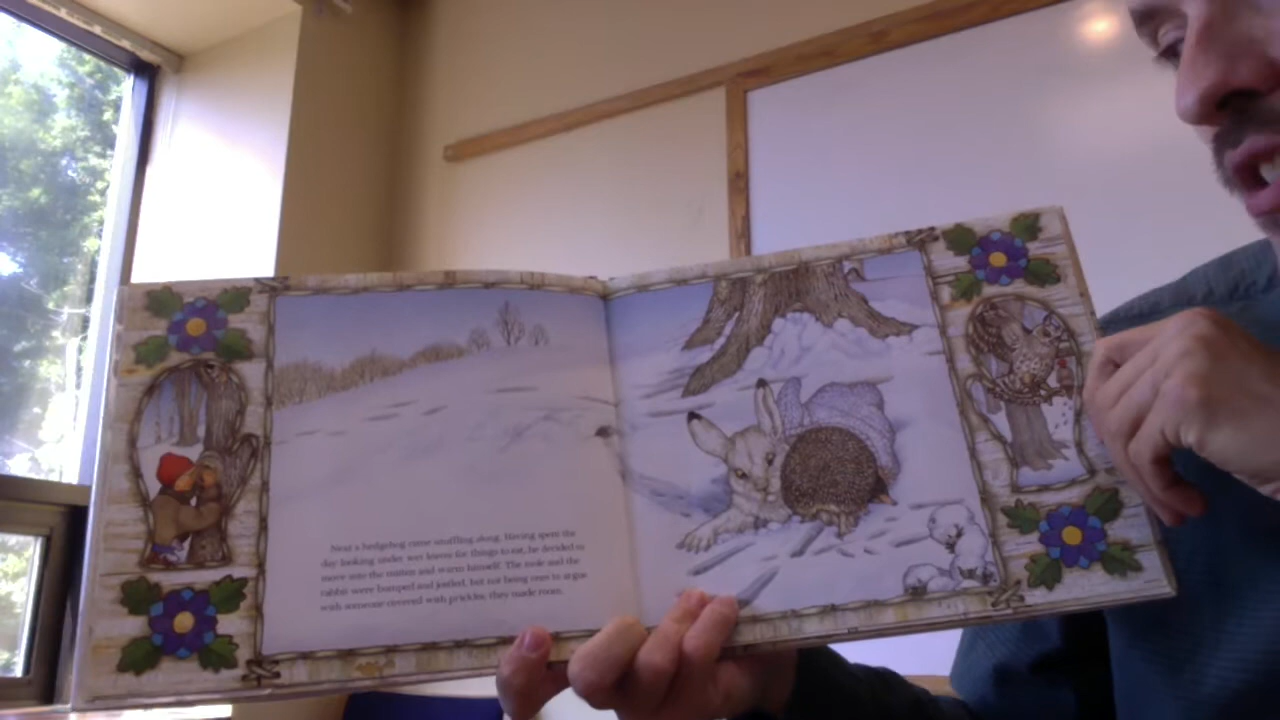 Next a hedgehog came snuffling along. Having spent the
day looking under wet leaves for things to eat, he decided to
move into the mitten and warm himself. The mole and the
rabbit were bumped and jostled, but not being ones to argue
with someone covered with prickles, they made room.